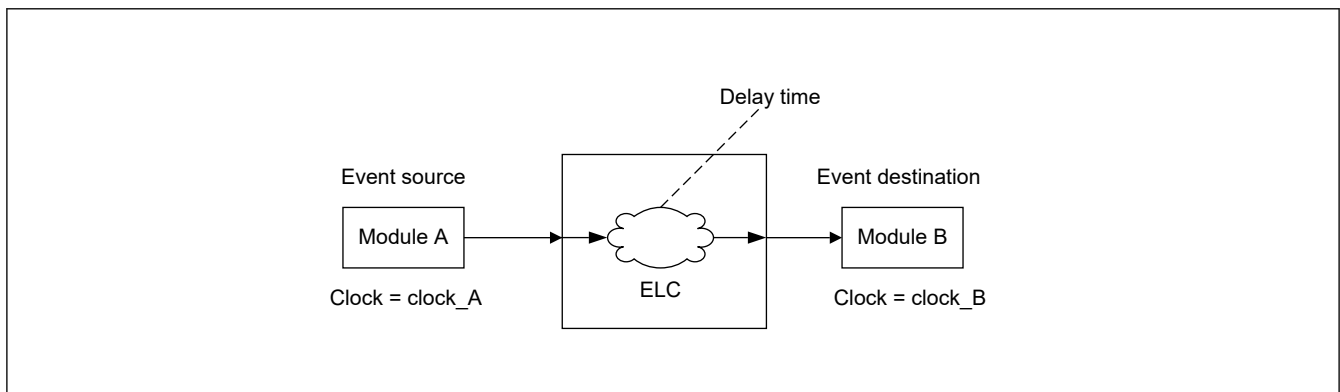 Delay time
Event source
Event destination
Module A
Module B
ELC
Clock = clock_A
Clock = clock_B